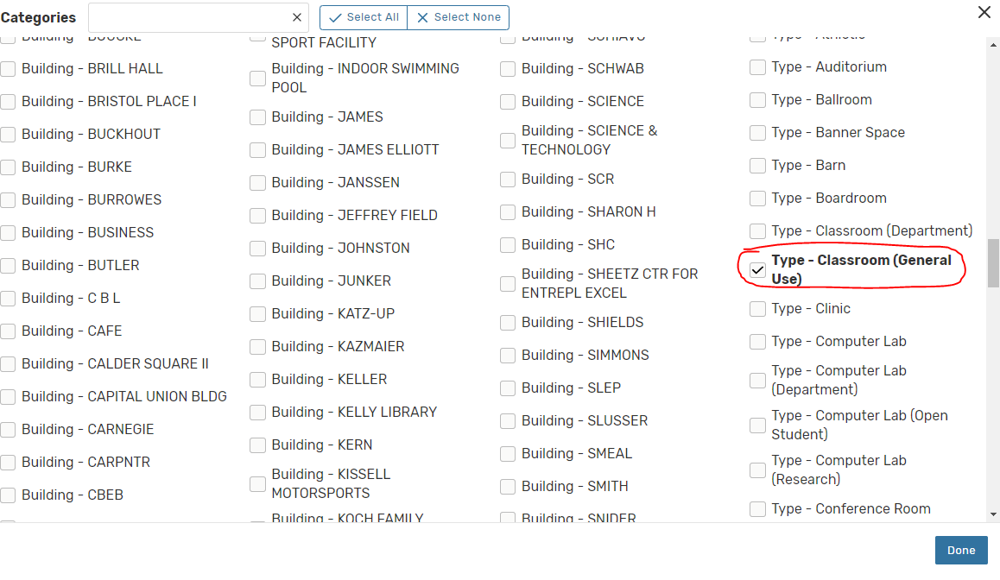 Categories
Select All
Select None
SPORT FACILITY
Building - BRILL HALL
Building - BRISTOL PLACE I
Building - BUCKHOUT
Building - BURKE
Building - BURROWES
Building - BUSINESS
Building - BUTLER
Building - C B L
Building - CAFE
Building - CALDER SQUARE II
Building - CAPITAL UNION BLDG
Building - CARNEGIE
Building - CARPNTR
Building - CBEB
Building - INDOOR SWIMMING
POOL
Building - JAMES
Building - JAMES ELLIOTT
Building - JANSSEN
Building - JEFFREY FIELD
Building - JOHNSTON
Building - JUNKER
Building - KATZ-UP
Building - KAZMAIER
Building - KELLER
Building - KELLY LIBRARY
Building - KERN
Building - KISSELL
MOTORSPORTS
Building - KOCH FAMILY
Building - SCHIAVO
Building - SCHWAB
Building - SCIENCE
Building - SCIENCE &
TECHNOLOGY
Building - SCR
Building - SHARON H
Building - SHC
Building - SHEETZ CTR FOR
ENTREPL EXCEL
Building - SHIELDS
Building - SIMMONS
Building - SLEP
Building - SLUSSER
Building - SMEAL
Building - SMITH
Building - SNIDER
Type - Athletic
Type - Auditorium
Type - Ballroom
Type - Banner Space
Type - Barn
Type - Boardroom
Type - Classroom (Department)
Type - Classroom (General
Use)
Type - Clinic
Type - Computer Lab
Type - Computer Lab
(Department)
Type - Computer Lab (Open
Student)
Type - Computer Lab
(Research)
Type - Conference Room
Done